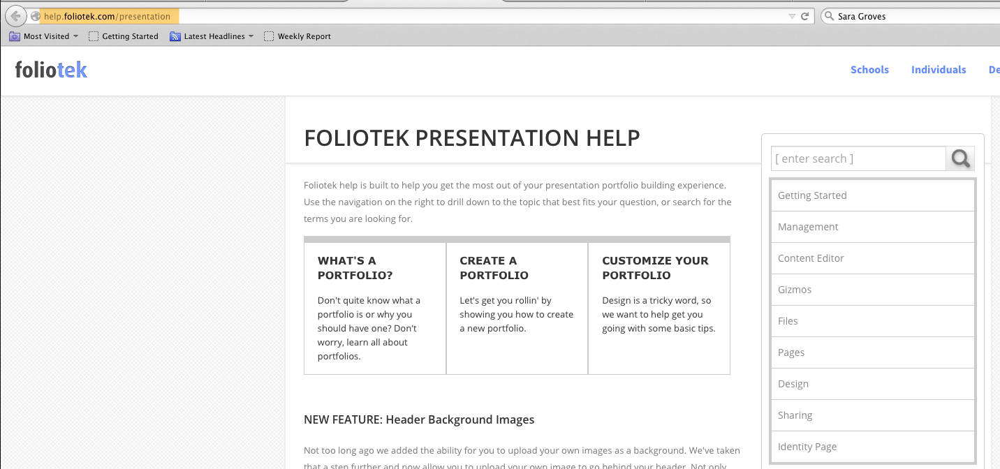 help.foliotek.com/presentation
Sara Groves
Most Visited
Getting Started
Latest Headlines
Weekly Report
foliotek
Schools
Individuals
De
FOLIOTEK PRESENTATION HELP
Foliotek help is built to help you get the most out of your presentation portfolio building experience.
Use the navigation on the right to drill down to the topic that best fits your question, or search for the
terms you are looking for.
WHAT'S A
PORTFOLIO?
Don't quite know what a
portfolio is or why you
should have one? Don't
worry, learn all about
portfolios.
CREATE A
PORTFOLIO
Let's get you rollin' by
showing you how to create
a new portfolio.
CUSTOMIZE YOUR
PORTFOLIO
Design is a tricky word, so
we want to help get you
going with some basic tips.
NEW FEATURE: Header Background Images
Not too long ago we added the ability for you to upload your own images as a background. We've taken
that a step further and now allow you to upload your own image to go behind your header. Not only
[ enter search ]
Getting Started
Management
Content Editor
Gizmos
Files
Pages
Design
Sharing
Identity Page